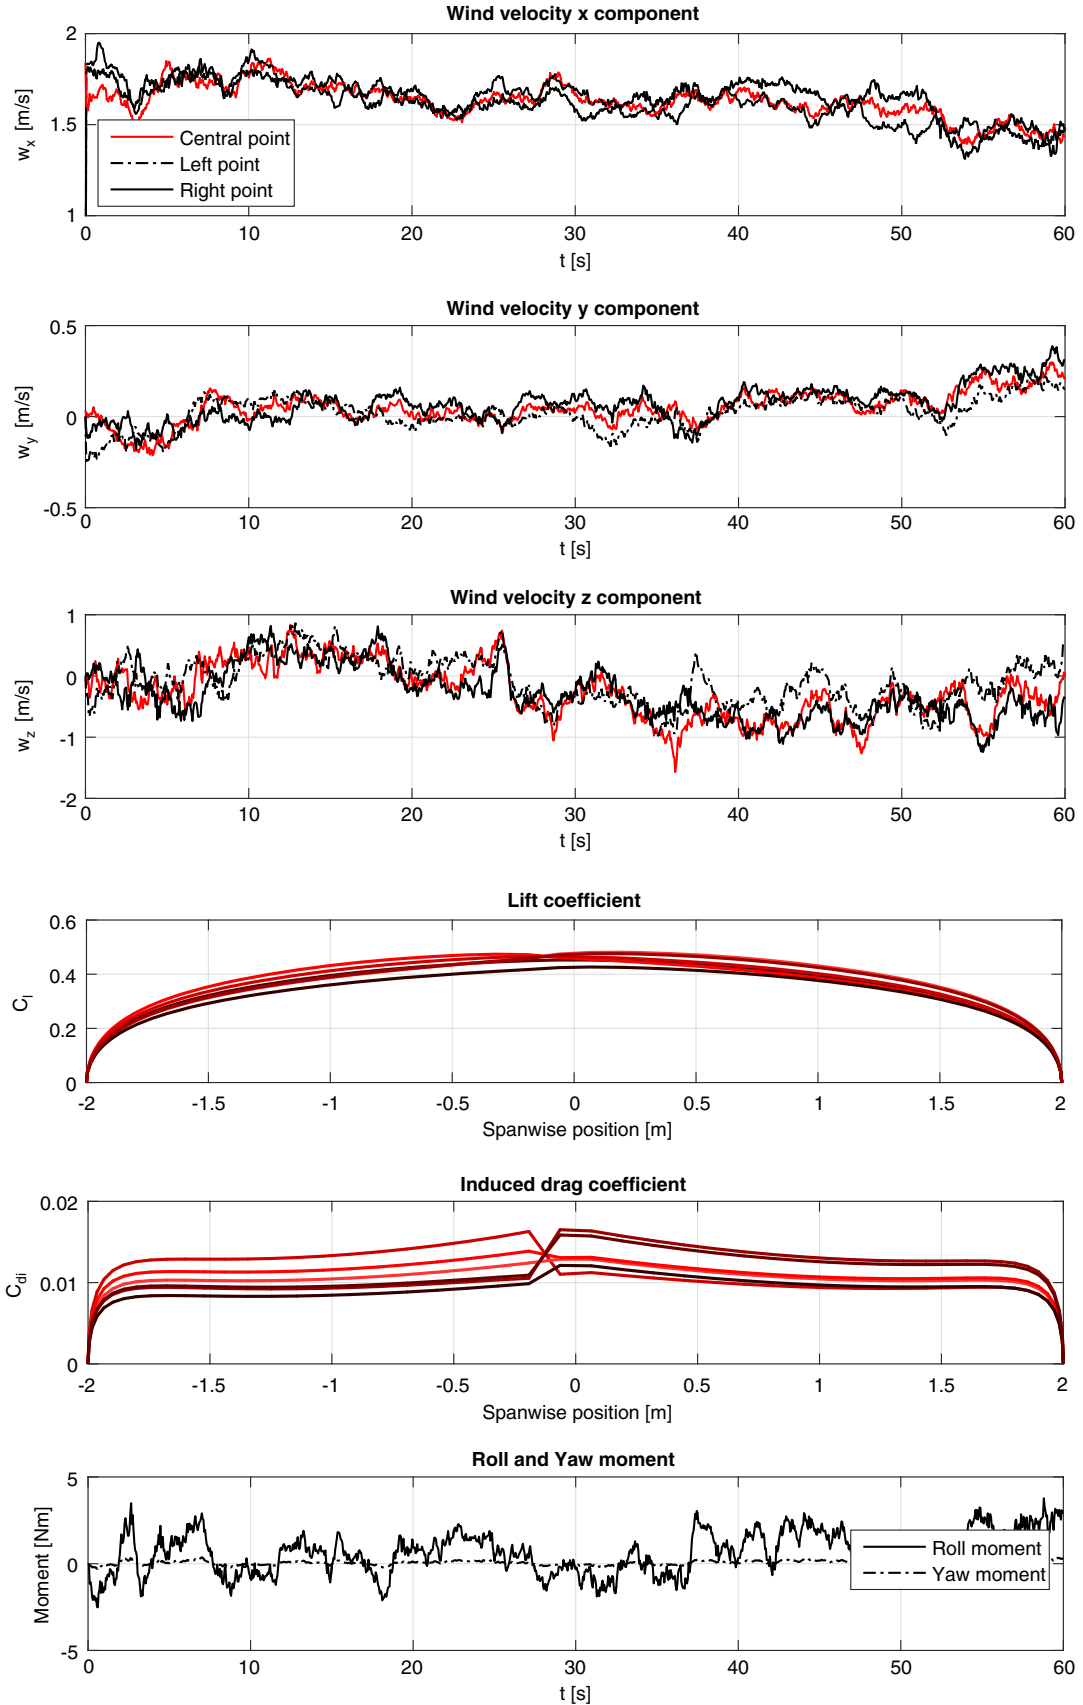 Wind velocity x component
2
1.5
1
w_x [m/s]
Central point
Left point
Right point
0 10 20 30 40 50 60
t [s]
Wind velocity y component
0.5
0
-0.5
w_y [m/s]
0 10 20 30 40 50 60
t [s]
Wind velocity z component
1
0
-1
-2
w_z [m/s]
0 10 20 30 40 50 60
t [s]
Lift coefficient
0.6
0.4
0.2
0
C_l
-2 -1.5 -1 -0.5 0 0.5 1 1.5 2
Spanwise position [m]
Induced drag coefficient
0.02
0.01
0
C_di
-2 -1.5 -1 -0.5 0 0.5 1 1.5 2
Spanwise position [m]
Roll and Yaw moment
5
0
-5
Moment [Nm]
Roll moment
Yaw moment
0 10 20 30 40 50 60
t [s]